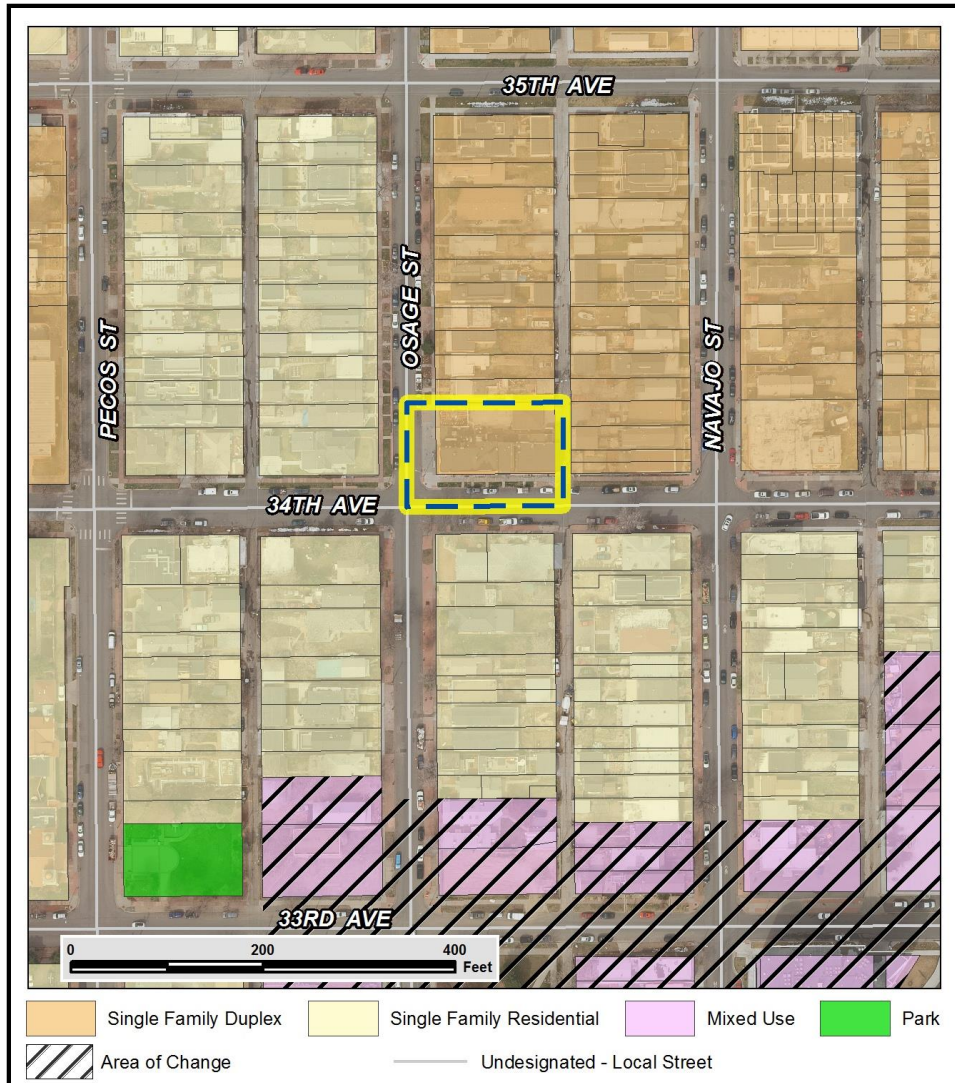 35TH AVE
PECOS ST
OSAGE ST
NAVAJO ST
34TH AVE
33RD AVE
0 200 400
Feet
Single Family Duplex Single Family Residential Mixed Use Park
Area of Change Undesignated - Local Street